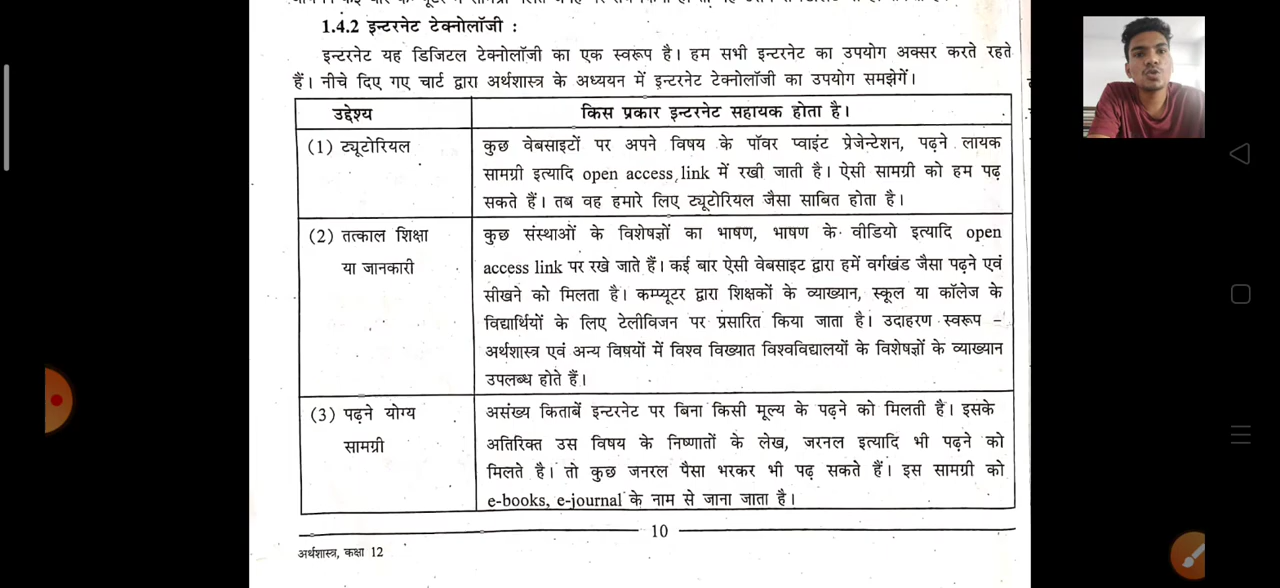 1.4.2 इन्टरनेट टेक्नोलॉजी :
इन्टरनेट यह डिजिटल टेक्नोलॉजी का एक स्वरूप है। हम सभी इन्टरनेट का उपयोग अक्सर करते रहते
हैं। नीचे दिए गए चार्ट द्वारा अर्थशास्त्र के अध्ययन में इन्टरनेट टेक्नोलॉजी का उपयोग समझेगें।
उद्देश्य किस प्रकार इन्टरनेट सहायक होता है।
(1) ट्यूटोरियल कुछ वेबसाइटों पर अपने विषय के पॉवर प्वाइंट प्रेजेन्टेशन, पढ़ने लायक
सामग्री इत्यादि open access link में रखी जाती है। ऐसी सामग्री को हम पढ़
सकते हैं। तब वह हमारे लिए ट्यूटोरियल जैसा साबित होता है।
(2) तत्काल शिक्षा कुछ संस्थाओं के विशेषज्ञों का भाषण, भाषण के वीडियो इत्यादि open
या जानकारी access link पर रखे जाते हैं। कई बार ऐसी वेबसाइट द्वारा हमें वर्गखंड जैसा पढ़ने एवं
सीखने को मिलता है। कम्प्यूटर द्वारा शिक्षकों के व्याख्यान, स्कूल या कॉलेज के
विद्यार्थियों के लिए टेलीविजन पर प्रसारित किया जाता है। उदाहरण स्वरूप –
अर्थशास्त्र एवं अन्य विषयों में विश्व विख्यात विश्वविद्यालयों के विशेषज्ञों के व्याख्यान
उपलब्ध होते हैं।
(3) पढ़ने योग्य असंख्य किताबें इन्टरनेट पर बिना किसी मूल्य के पढ़ने को मिलती है। इसके
सामग्री अतिरिक्त उस विषय के निष्णातों के लेख, जरनल इत्यादि भी पढ़ने को
मिलते है। तो कुछ जनरल पैसा भरकर भी पढ़ सकते हैं। इस सामग्री को
e-books, e-journal के नाम से जाना जाता है।
10
अर्थशास्त्र, कक्षा 12